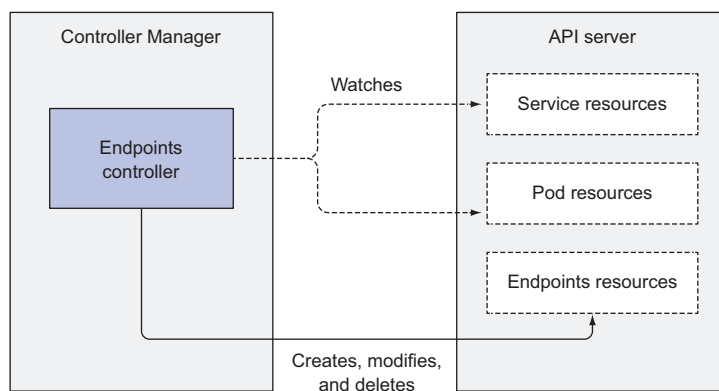 Controller Manager
API server
Watches
Service resources
Endpoints
controller
Pod resources
Endpoints resources
Creates, modifies,
and deletes